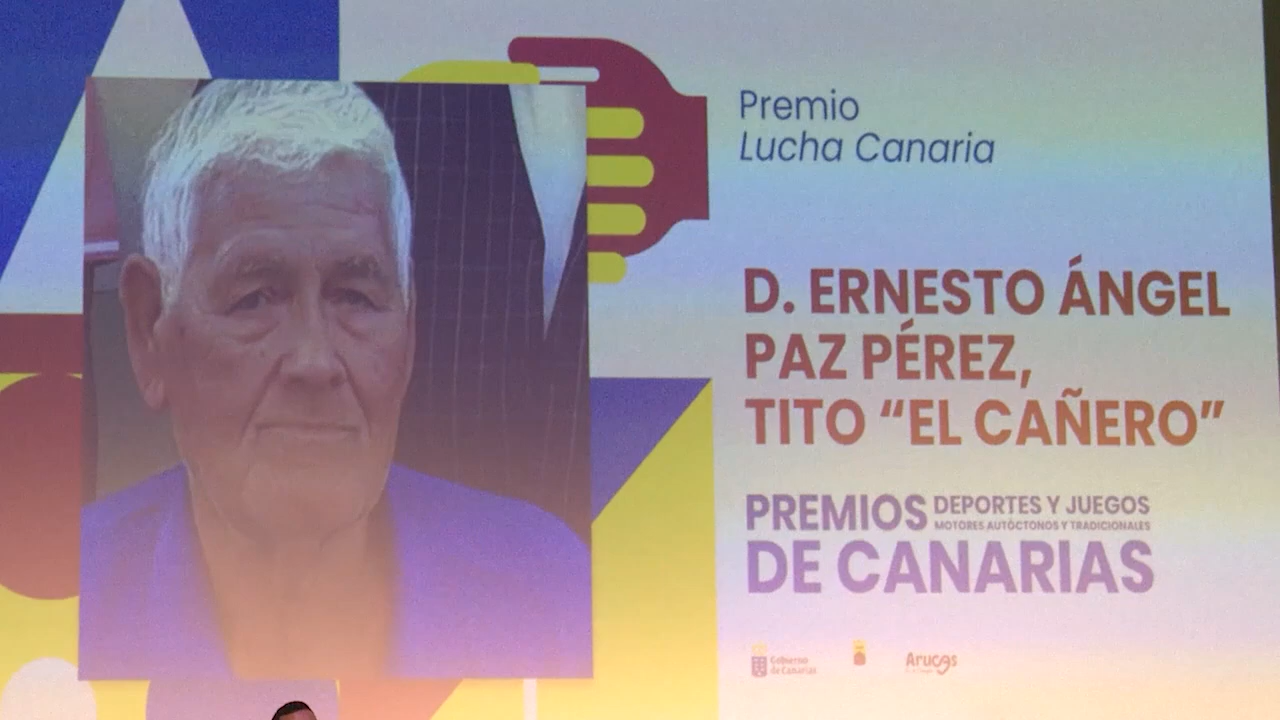 Premio
Lucha Canaria
D. ERNESTO ÁNGEL
PAZ PÉREZ,
TITO “EL CAÑERO”
PREMIOS DEPORTES Y JUEGOS
MOTORES AUTÓCTONOS Y TRADICIONALES
DE CANARIAS
Gobierno
de Canarias
Arucas